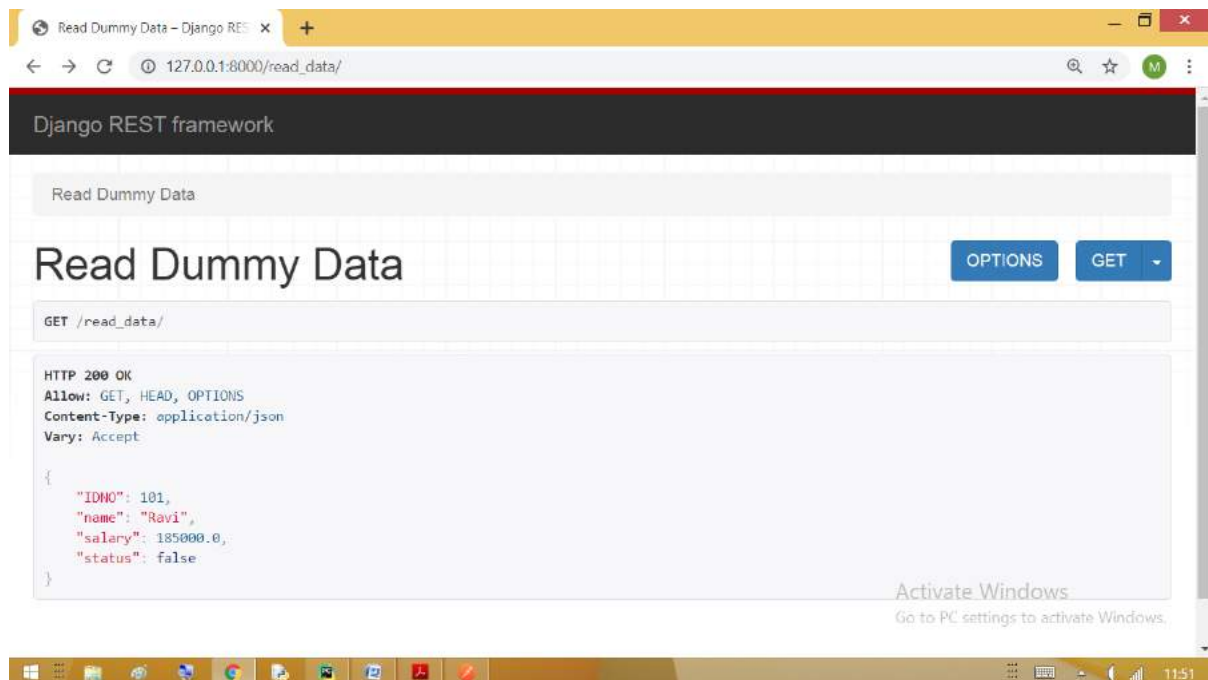 Read Dummy Data – Django RES
127.0.0.1:8000/read_data/
M
Django REST framework
Read Dummy Data
Read Dummy Data
OPTIONS
GET
GET /read_data/
HTTP 200 OK
Allow: GET, HEAD, OPTIONS
Content-Type: application/json
Vary: Accept
{
    "IDNO": 101,
    "name": "Ravi",
    "salary": 185000.0,
    "status": false
}
Activate Windows
Go to PC settings to activate Windows.
11:51